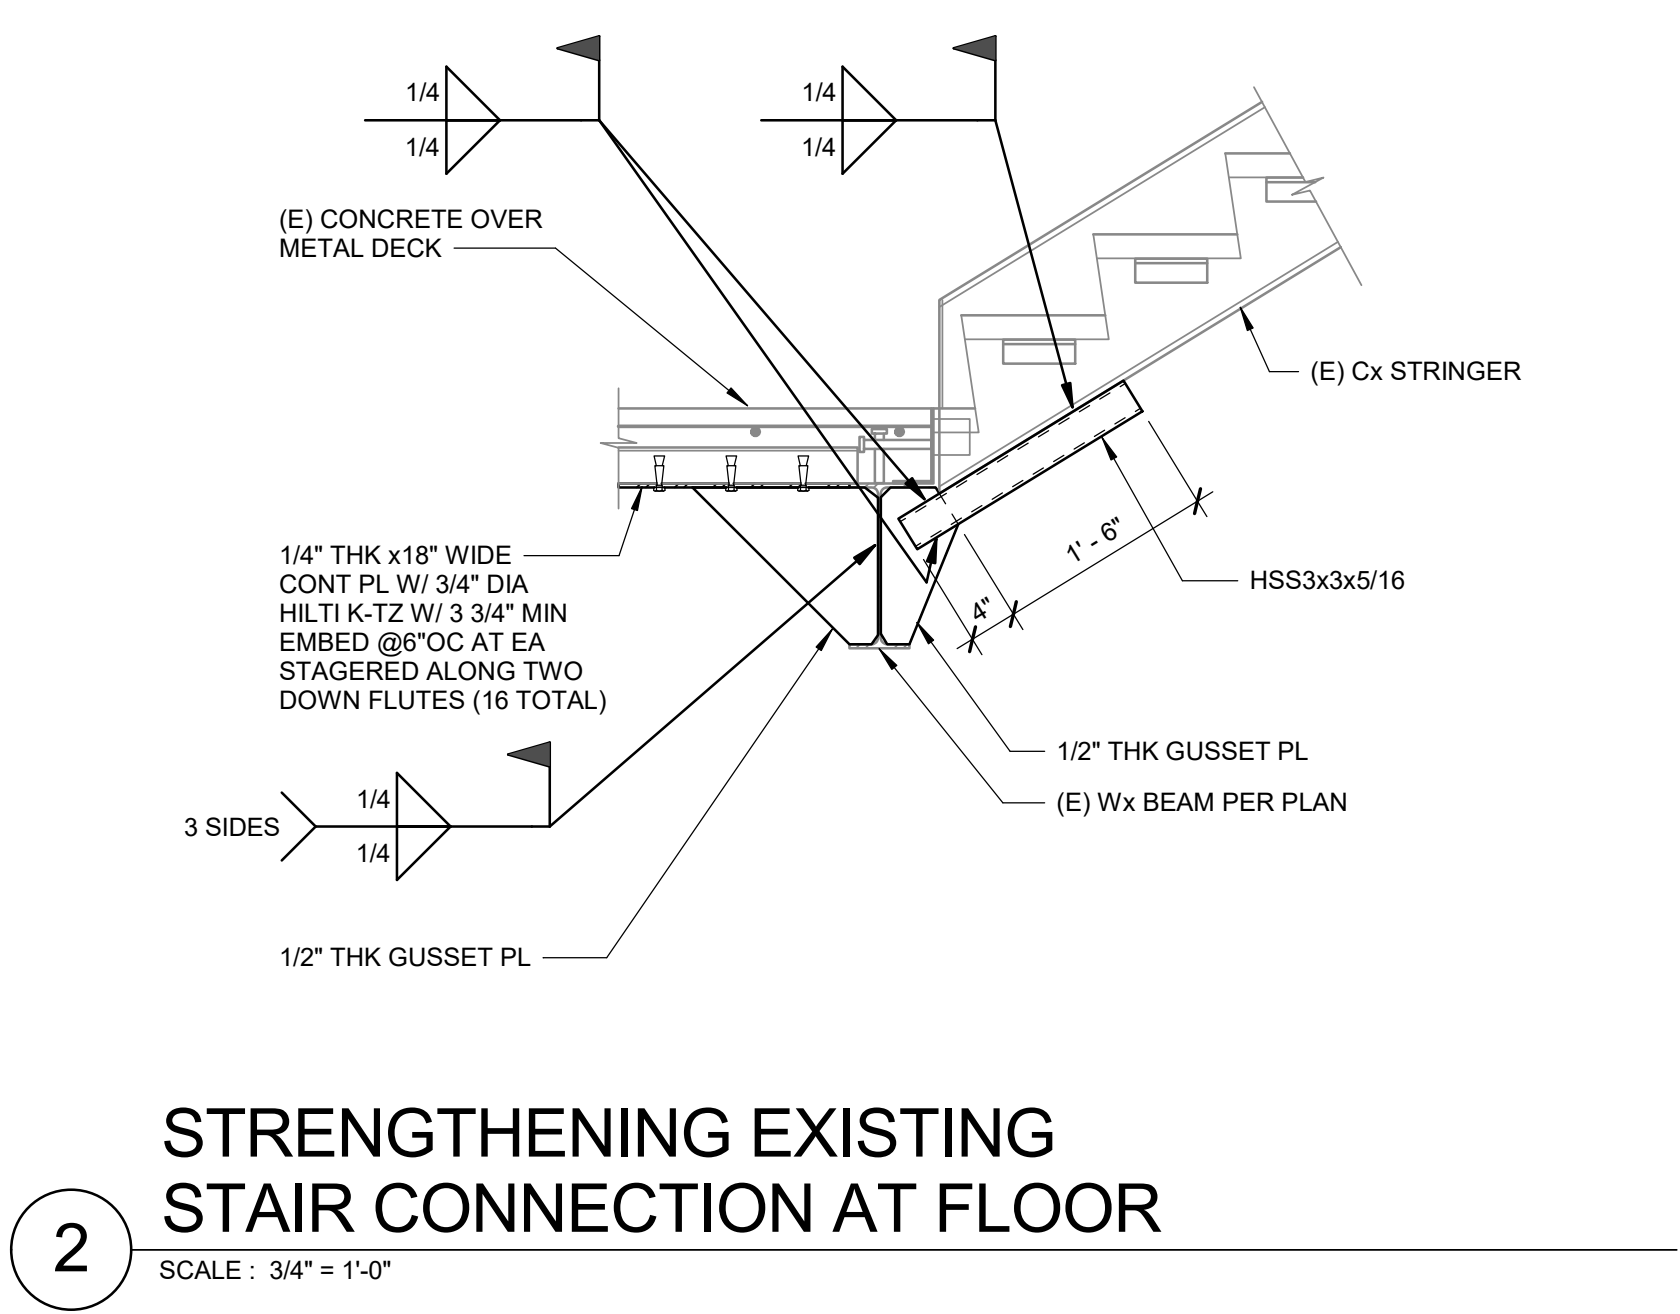 1/4
1/4
1/4
1/4
(E) CONCRETE OVER
METAL DECK
(E) Cx STRINGER
1/4" THK x18" WIDE
CONT PL W/ 3/4" DIA
HILTI K-TZ W/ 3 3/4" MIN
EMBED @6"OC AT EA
STAGERED ALONG TWO
DOWN FLUTES (16 TOTAL)
1' - 6"
4"
HSS3x3x5/16
1/2" THK GUSSET PL
(E) Wx BEAM PER PLAN
3 SIDES
1/4
1/4
1/2" THK GUSSET PL
STRENGTHENING EXISTING
STAIR CONNECTION AT FLOOR
2
SCALE : 3/4" = 1'-0"